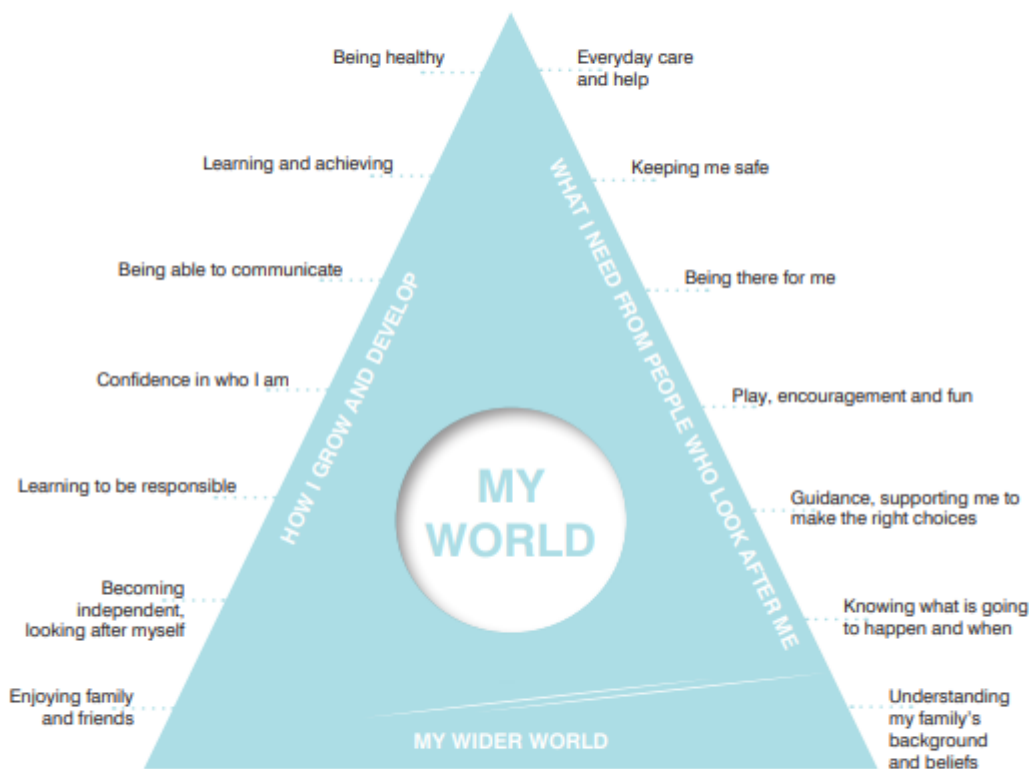 Being healthy
Learning and achieving
Being able to communicate
Confidence in who I am
Learning to be responsible
Becoming
independent,
looking after myself
Enjoying family
and friends
HOW I GROW AND DEVELOP
MY
WORLD
MY WIDER WORLD
WHAT I NEED FROM PEOPLE WHO LOOK AFTER ME
Everyday care
and help
Keeping me safe
Being there for me
Play, encouragement and fun
Guidance, supporting me to
make the right choices
Knowing what is going
to happen and when
Understanding
my family's
background
and beliefs